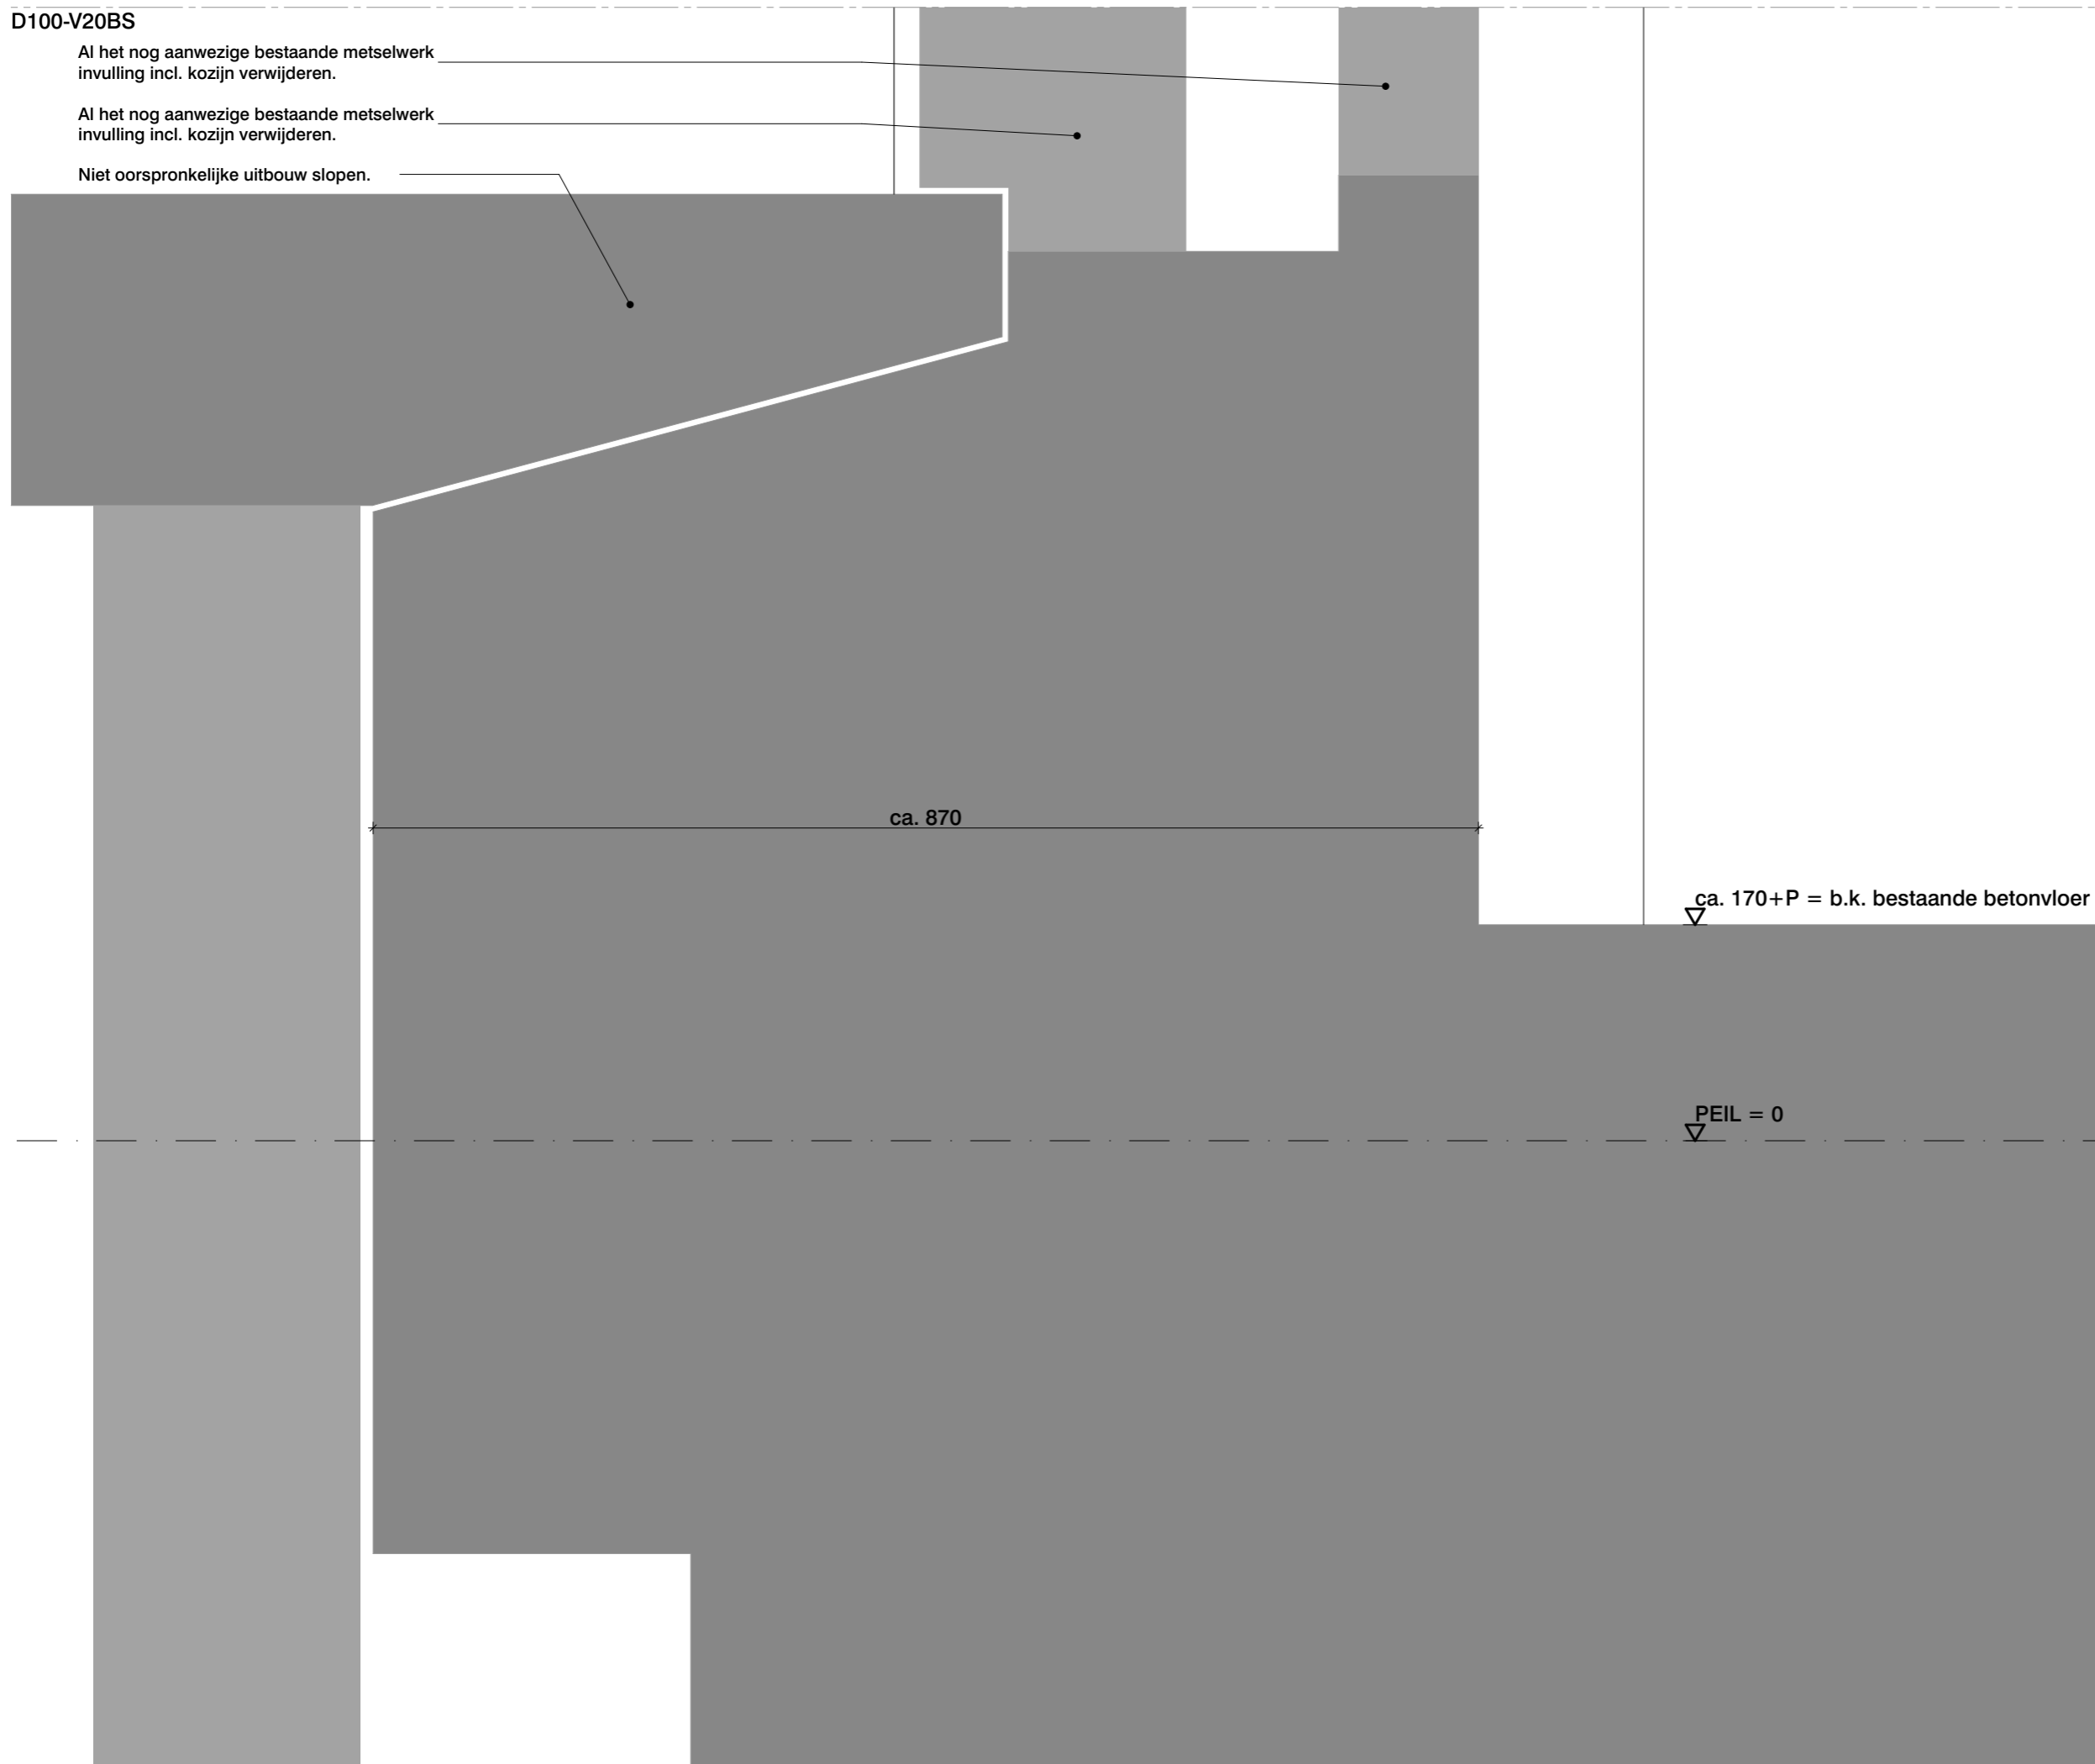 D100-V20BS
Al het nog aanwezige bestaande metselwerk
invulling incl. kozijn verwijderen.
Al het nog aanwezige bestaande metselwerk
invulling incl. kozijn verwijderen.
Niet oorspronkelijke uitbouw slopen.
ca. 870
ca. 170+P = b.k. bestaande betonvloer
PEIL = 0